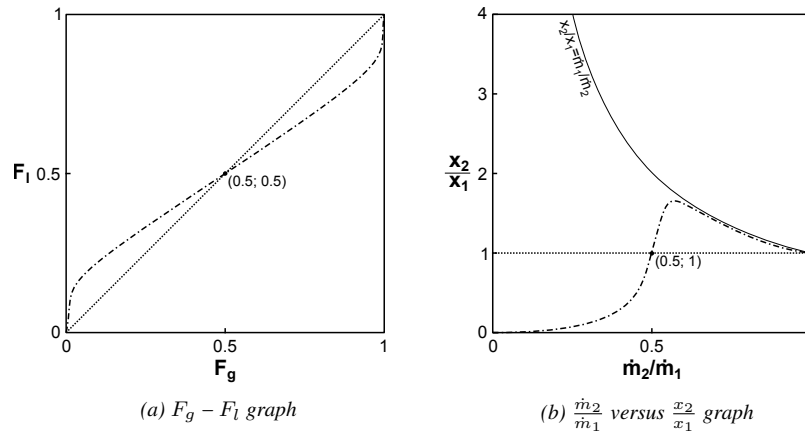 1
F_l
0.5
(0.5; 0.5)
0
0
0.5
1
F_g
(a) F_g – F_l graph
4
x_2/x_1=ṁ_1/ṁ_2
3
x_2
x_1
2
1
(0.5; 1)
0
0
0.5
ṁ_2/ṁ_1
(b) ṁ_2/ṁ_1 versus x_2/x_1 graph